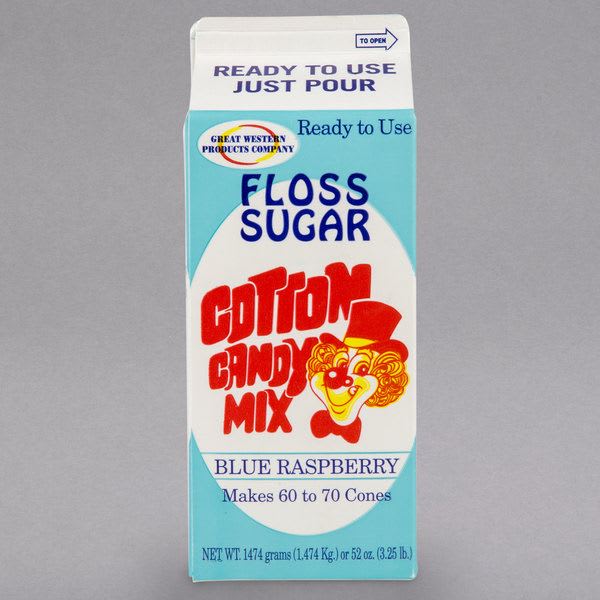 TO OPEN
READY TO USE
JUST POUR
GREAT WESTERN
PRODUCTS COMPANY
Ready to Use
FLOSS
SUGAR
COTTON
CANDY
MIX
BLUE RASPBERRY
Makes 60 to 70 Cones
NET WT. 1474 grams (1.474 Kg.) or 52 oz. (3.25 lb.)